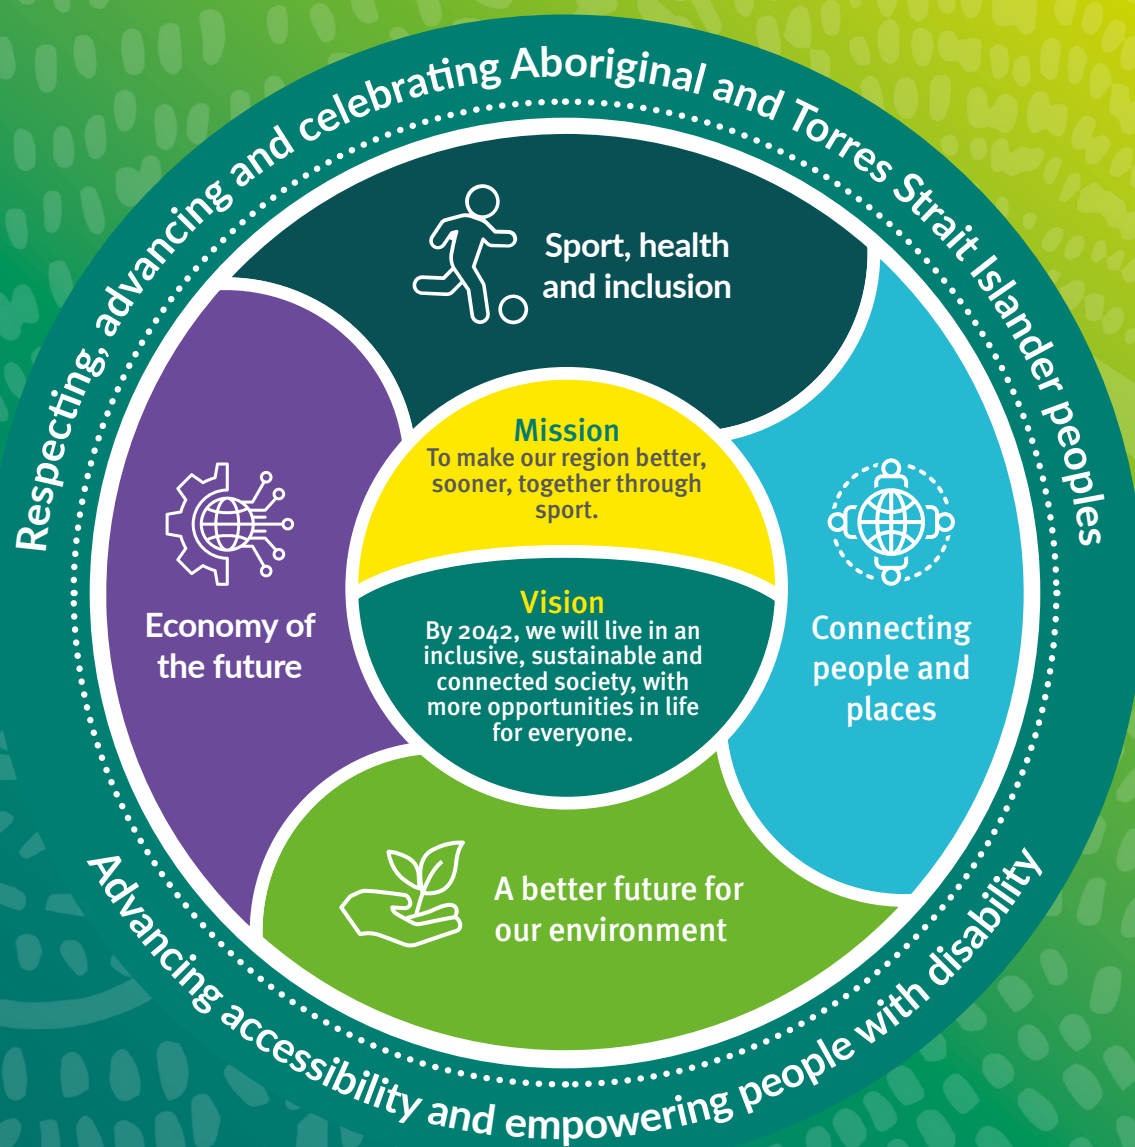 Respecting, advancing and celebrating Aboriginal and Torres Strait Islander peoples
Sport, health
and inclusion
Mission
To make our region better,
sooner, together through
sport.
Vision
By 2042, we will live in an
inclusive, sustainable and
connected society, with
more opportunities in life
for everyone.
Economy of
the future
Connecting
people and
places
A better future for
our environment
Advancing accessibility and empowering people with disability